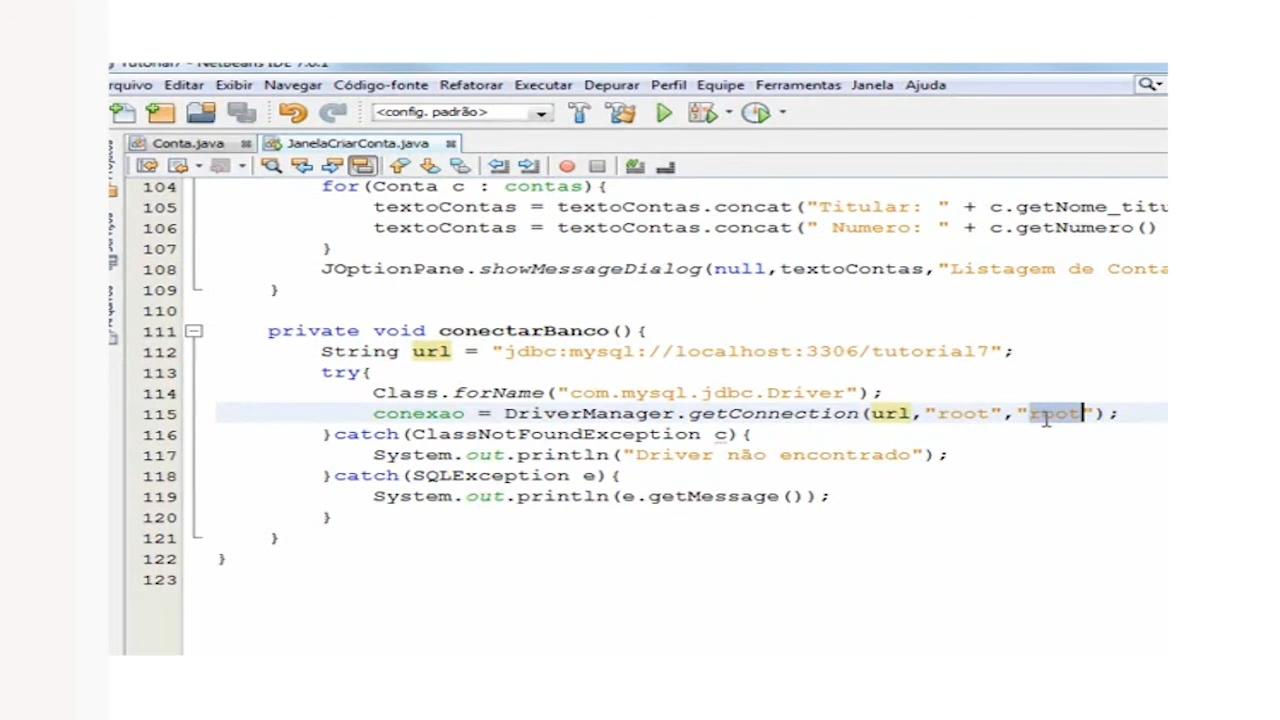 NetBeans IDE 7.0.1
rquivo Editar Exibir Navegar Código-fonte Refatorar Executar Depurar Perfil Equipe Ferramentas Janela Ajuda
<config. padrão>
Conta.java JanelaCriarConta.java
104 for(Conta c : contas){
105 textoContas = textoContas.concat("Titular: " + c.getNome_titu
106 textoContas = textoContas.concat(" Numero: " + c.getNumero()
107 }
108 JOptionPane.showMessageDialog(null,textoContas,"Listagem de Conta
109 }
110
111 private void conectarBanco(){
112 String url = "jdbc:mysql://localhost:3306/tutorial7";
113 try{
114 Class.forName("com.mysql.jdbc.Driver");
115 conexao = DriverManager.getConnection(url,"root","root");
116 }catch(ClassNotFoundException c){
117 System.out.println("Driver não encontrado");
118 }catch(SQLException e){
119 System.out.println(e.getMessage());
120 }
121 }
122 }
123